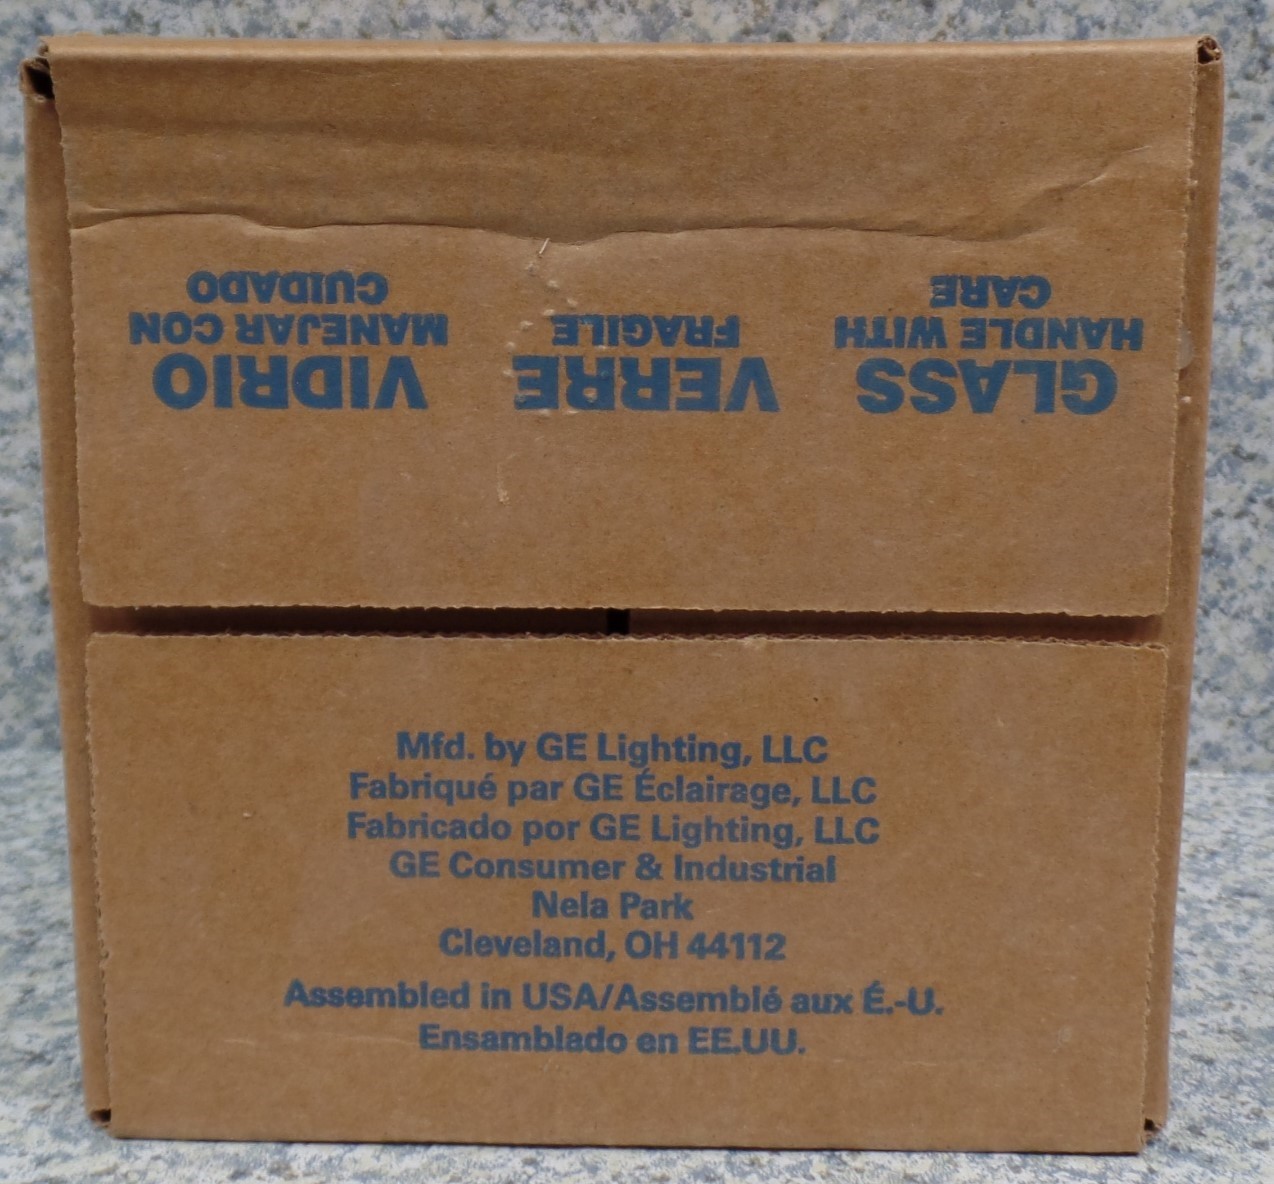 GLASS
HANDLE WITH
CARE
VERRE
FRAGILE
VIDRIO
MANEJAR CON
CUIDADO
Mfd. by GE Lighting, LLC
Fabriqué par GE Éclairage, LLC
Fabricado por GE Lighting, LLC
GE Consumer & Industrial
Nela Park
Cleveland, OH 44112
Assembled in USA/Assemblé aux É.-U.
Ensamblado en EE.UU.